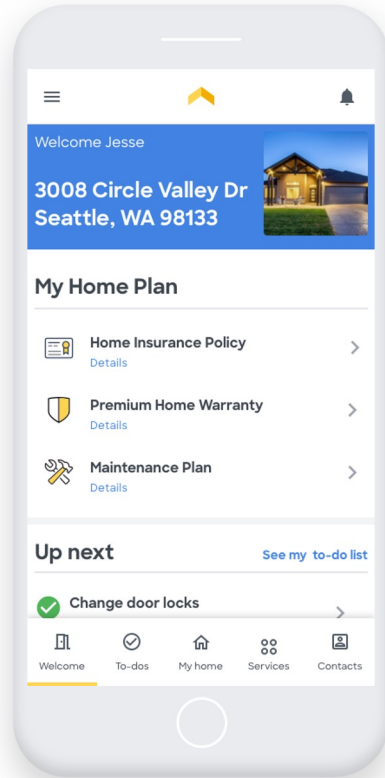 Welcome Jesse
3008 Circle Valley Dr
Seattle, WA 98133
My Home Plan
Home Insurance Policy
Details
Premium Home Warranty
Details
Maintenance Plan
Details
Up next
See my to-do list
Change door locks
Welcome
To-dos
My home
Services
Contacts